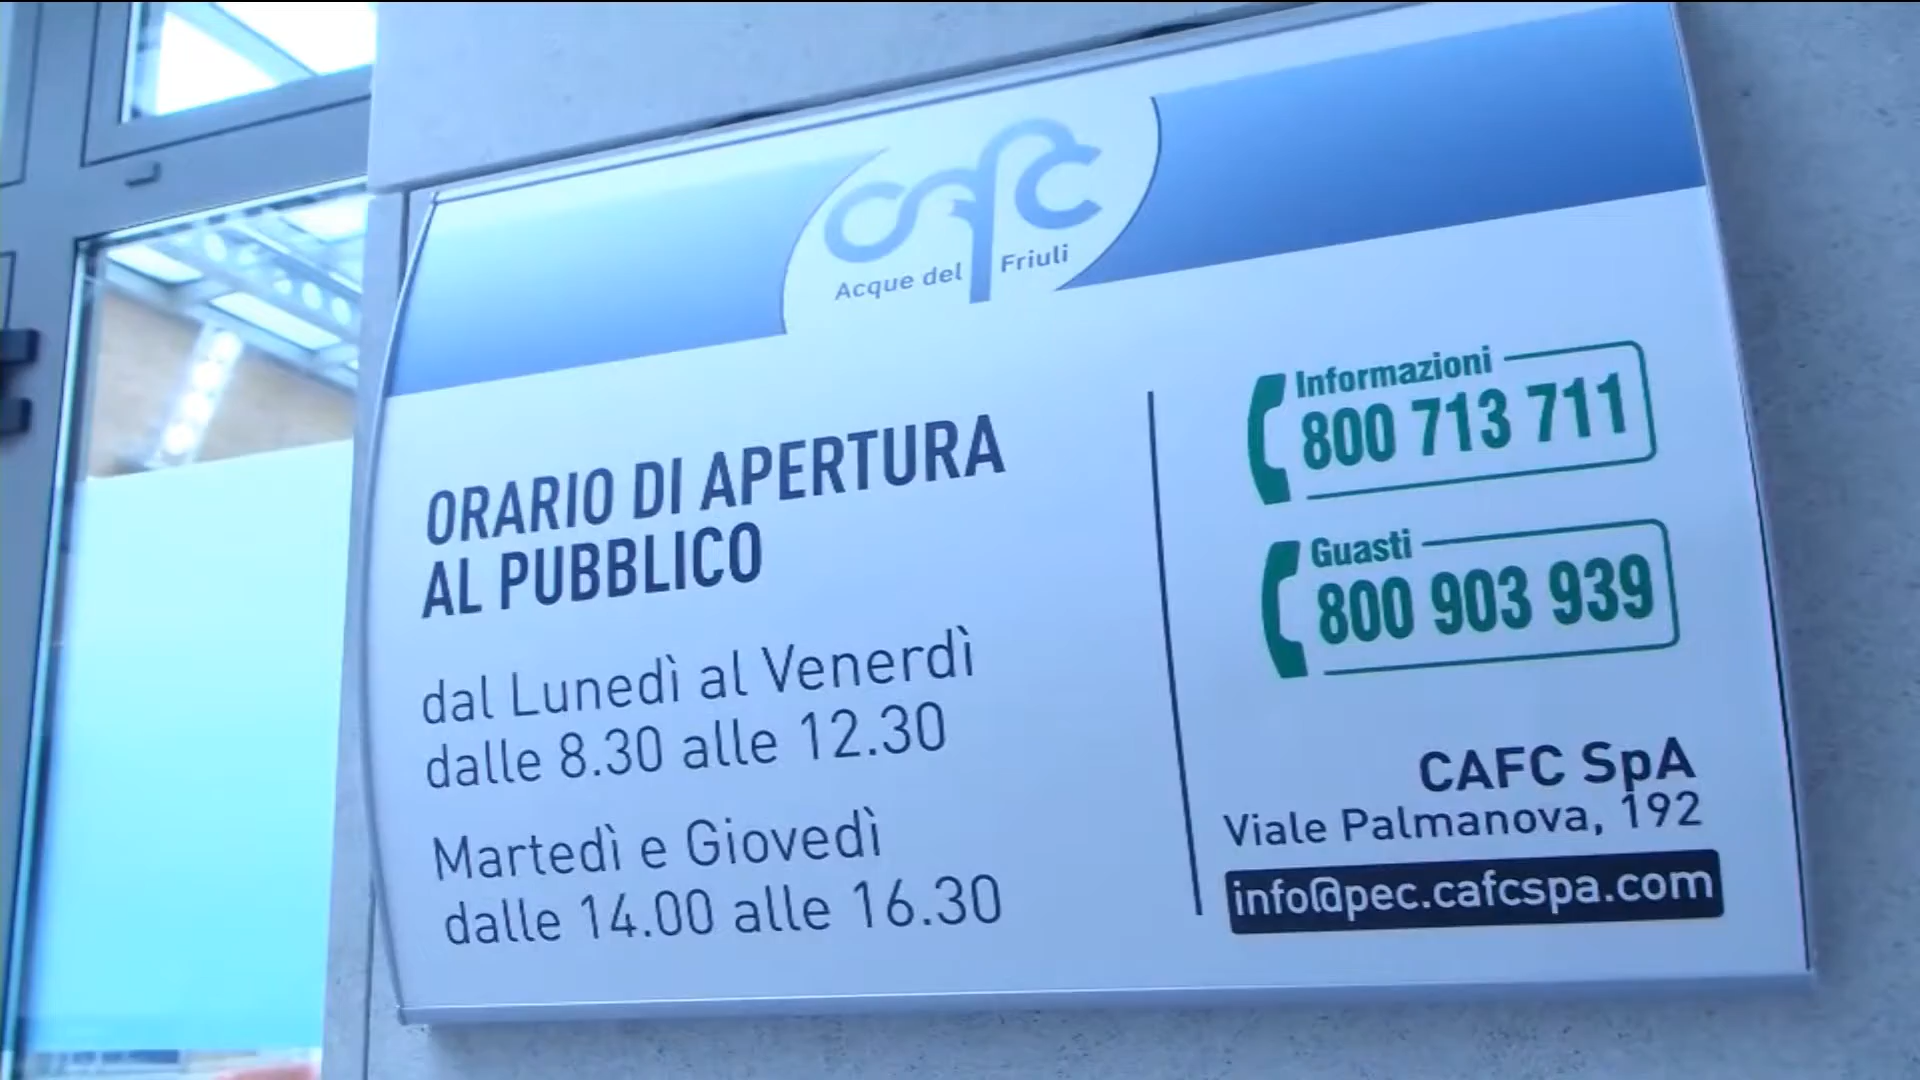 cafc
Acque del Friuli
ORARIO DI APERTURA
AL PUBBLICO
dal Lunedì al Venerdì
dalle 8.30 alle 12.30
Martedì e Giovedì
dalle 14.00 alle 16.30
Informazioni
800 713 711
Guasti
800 903 939
CAFC SpA
Viale Palmanova, 192
info@pec.cafcspa.com